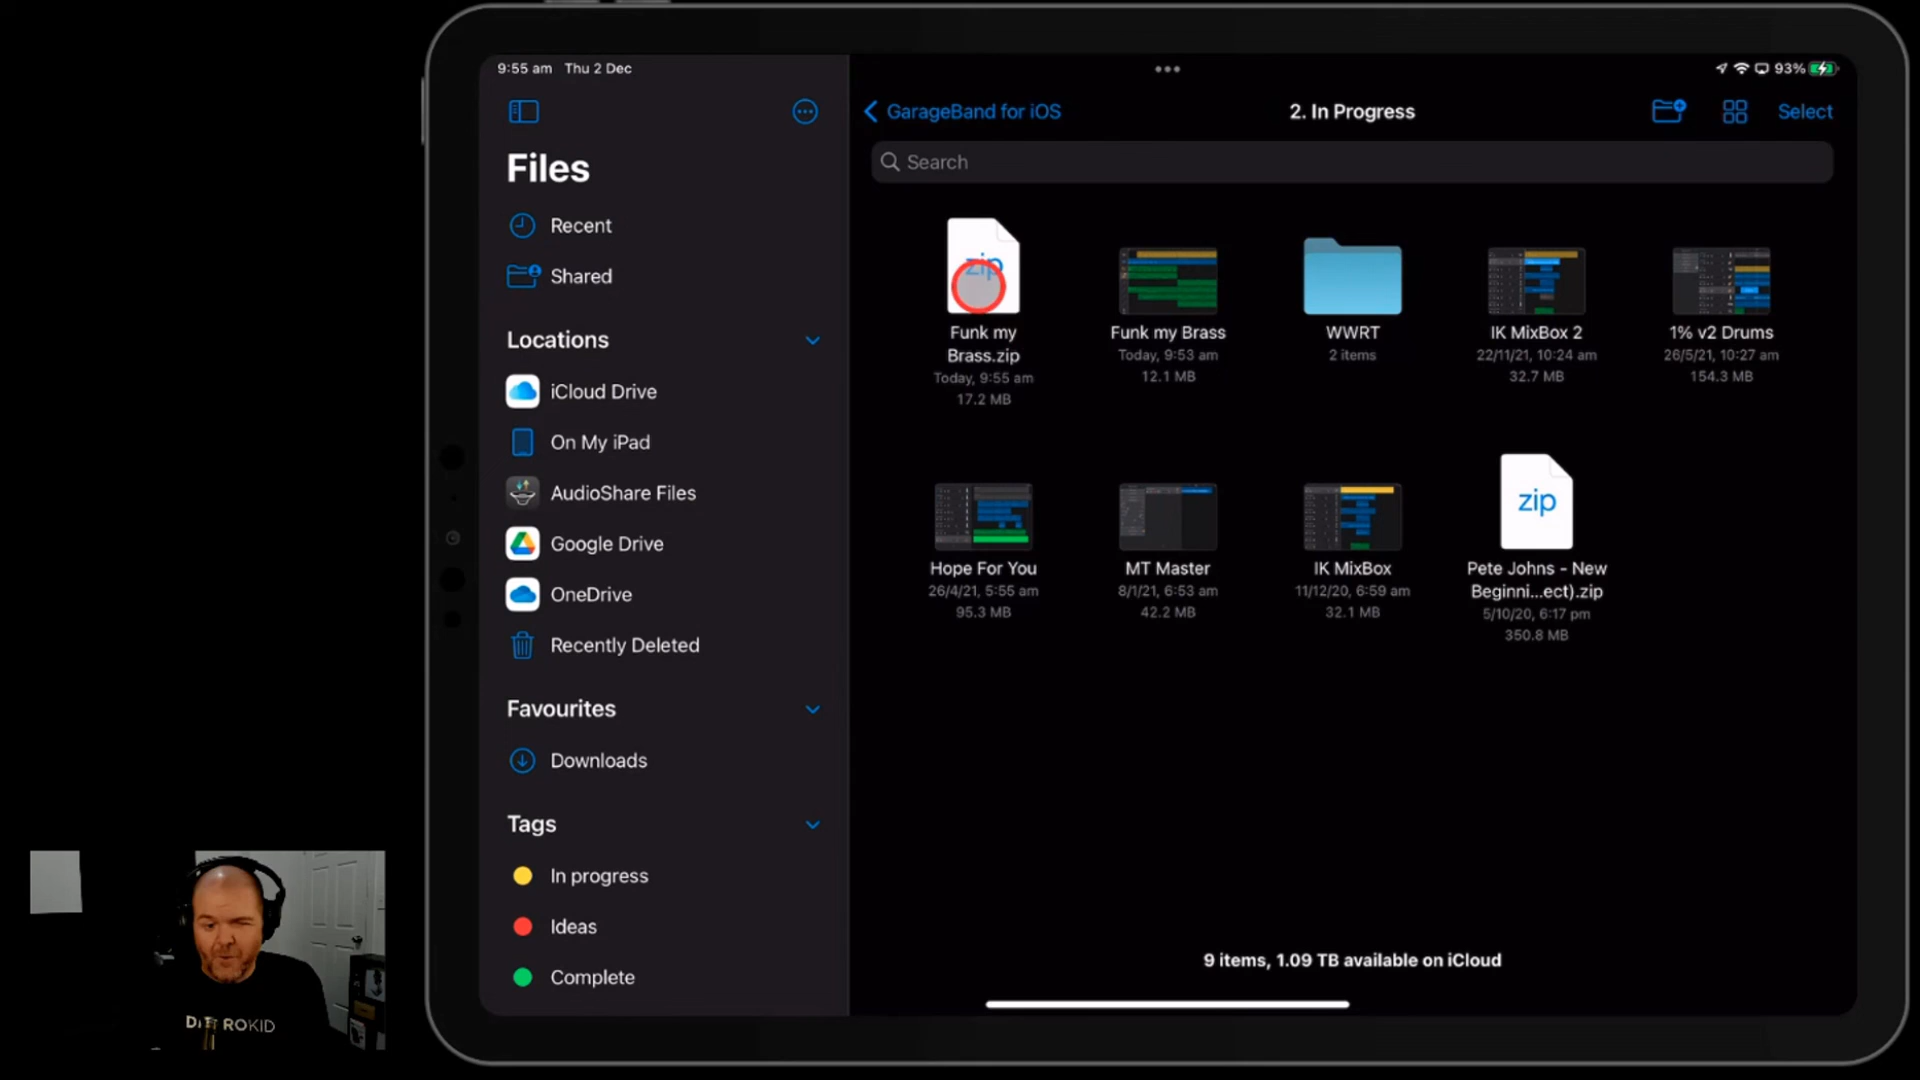 9:55 am Thu 2 Dec
93%
Files
Recent
Shared
Locations
iCloud Drive
On My iPad
AudioShare Files
Google Drive
OneDrive
Recently Deleted
Favourites
Downloads
Tags
In progress
Ideas
Complete
GarageBand for iOS
2. In Progress
Select
Search
zip
Funk my
Brass.zip
Today, 9:55 am
17.2 MB
Funk my Brass
Today, 9:53 am
12.1 MB
WWRT
2 items
IK MixBox 2
22/11/21, 10:24 am
32.7 MB
1% v2 Drums
26/5/21, 10:27 am
154.3 MB
Hope For You
26/4/21, 5:55 am
95.3 MB
MT Master
8/1/21, 6:53 am
42.2 MB
IK MixBox
11/12/20, 6:59 am
32.1 MB
zip
Pete Johns - New
Beginni...ect).zip
5/10/20, 6:17 pm
350.8 MB
9 items, 1.09 TB available on iCloud